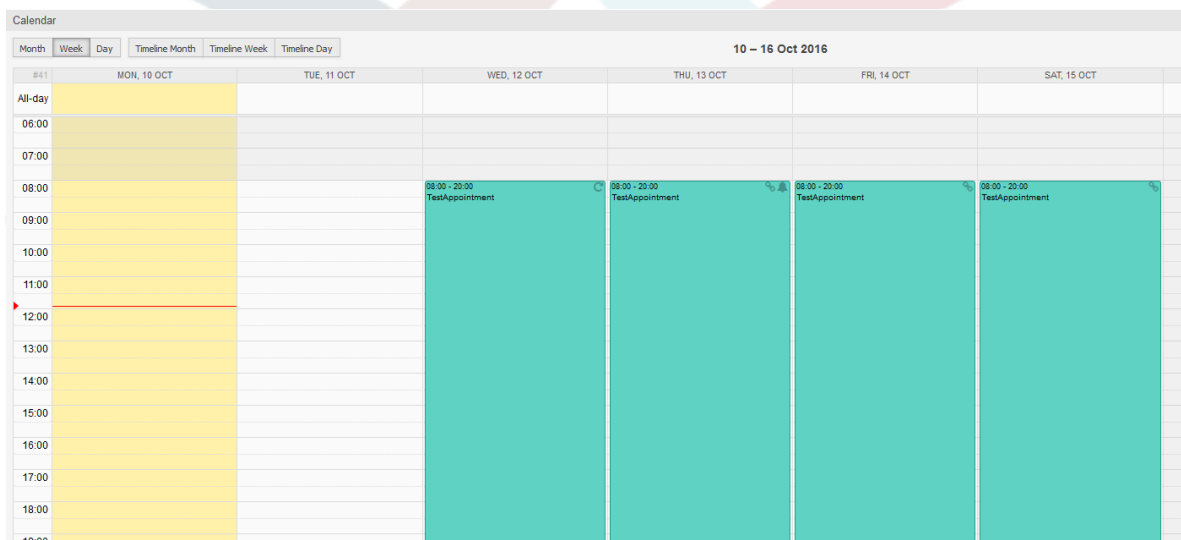 Calendar
Month Week Day Timeline Month Timeline Week Timeline Day 10 – 16 Oct 2016
#41 MON, 10 OCT TUE, 11 OCT WED, 12 OCT THU, 13 OCT FRI, 14 OCT SAT, 15 OCT
All-day
06:00
07:00
08:00 08:00 - 20:00 08:00 - 20:00 08:00 - 20:00 08:00 - 20:00
TestAppointment TestAppointment TestAppointment TestAppointment
09:00
10:00
11:00
12:00
13:00
14:00
15:00
16:00
17:00
18:00